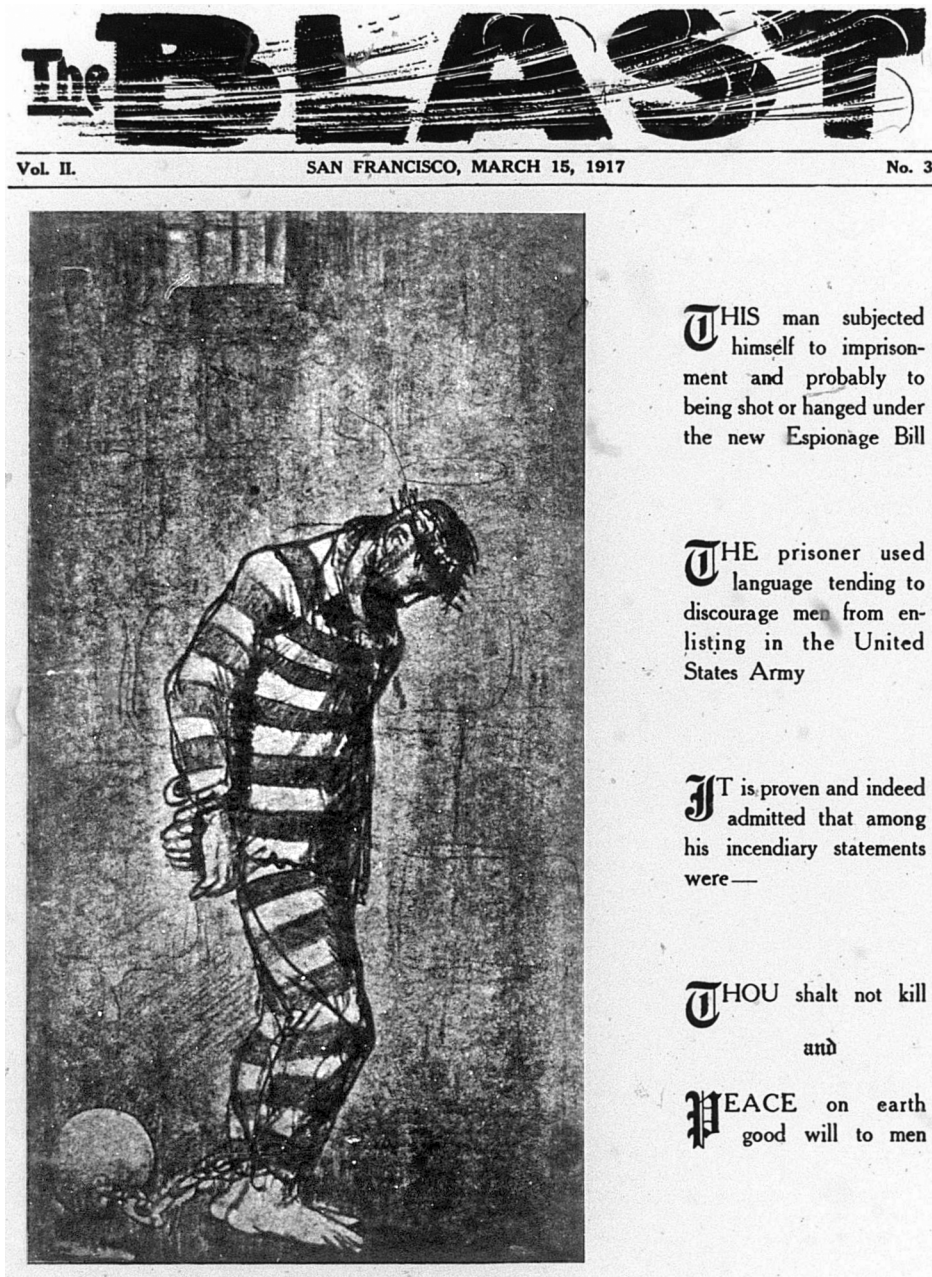 The BLAST
Vol. II. SAN FRANCISCO, MARCH 15, 1917 No. 3
THIS man subjected
himself to imprison-
ment and probably to
being shot or hanged under
the new Espionage Bill
THE prisoner used
language tending to
discourage men from en-
listing in the United
States Army
IT is proven and indeed
admitted that among
his incendiary statements
were—
THOU shalt not kill
and
PEACE on earth
good will to men